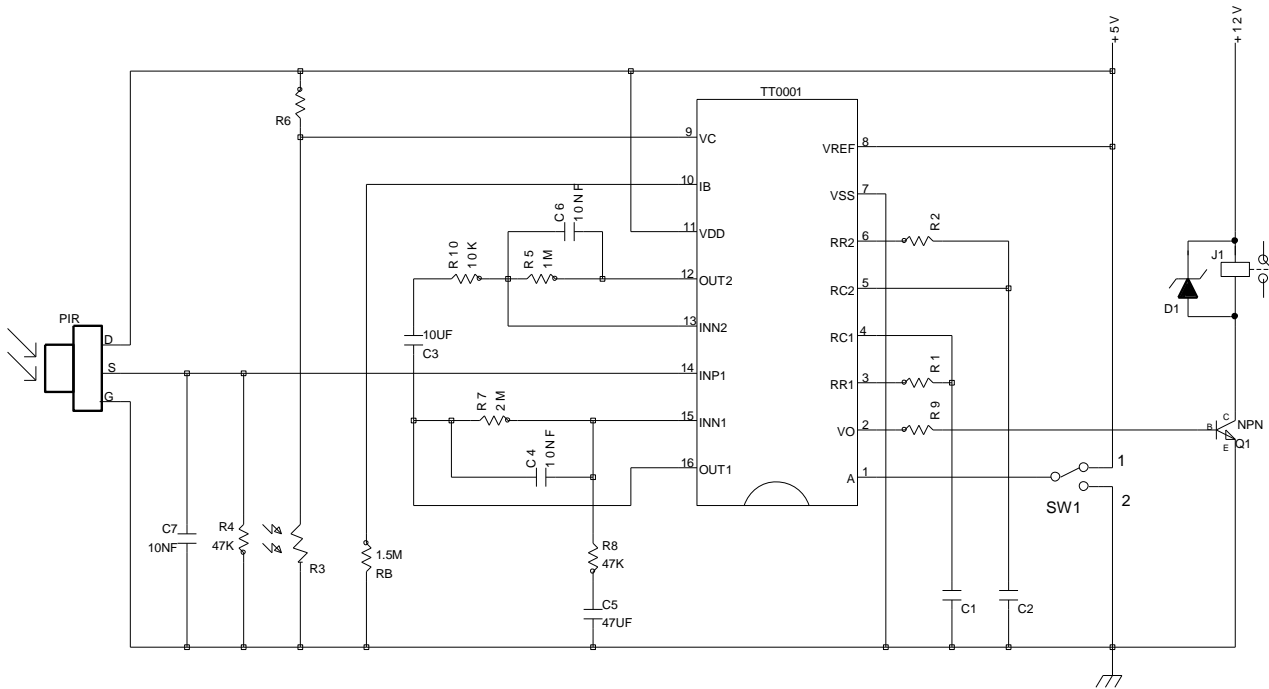 +5V
+12V
TT0001
R6
9 VC
VREF 8
10 IB
VSS 7
C6
10NF
R2
11 VDD
RR2 6
R10
10K
R5
1M
J1
12 OUT2
RC2 5
D1
PIR
13 INN2
RC1 4
10UF
C3
D
S
14 INP1
RR1 3
R1
G
R7
2M
R9
15 INN1
VO 2
B
C
NPN
Q1
E
C4
10NF
16 OUT1
A 1
1
SW1
2
C7
10NF
R4
47K
R3
1.5M
RB
R8
47K
C5
47UF
C1
C2